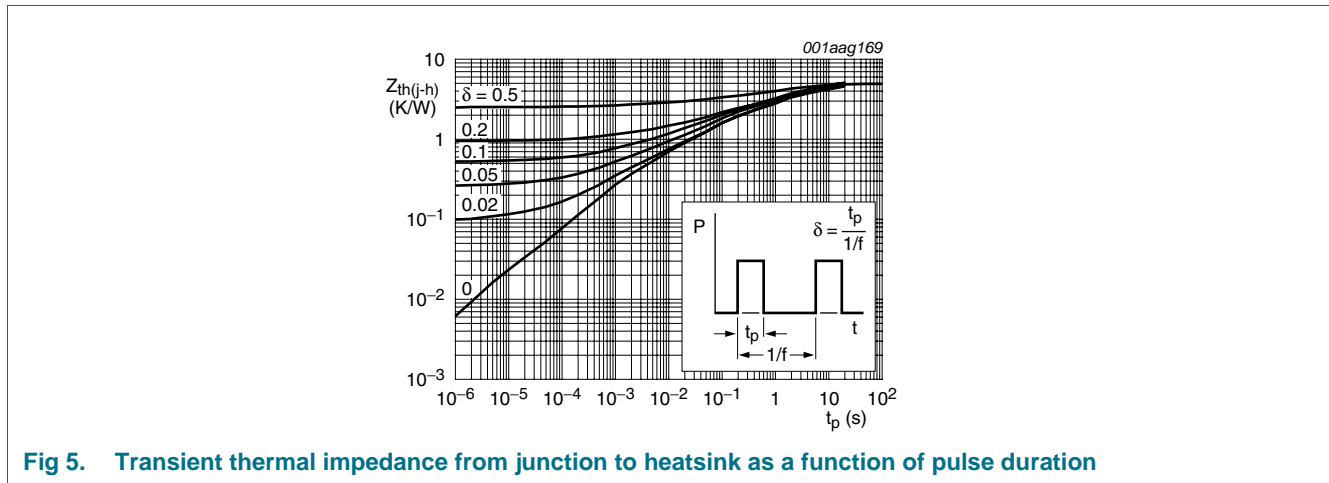 001aag169
10
Zth(j-h)
(K/W)
δ = 0.5
1
0.2
0.1
0.05
0.02
10−1
0
10−2
10−3
P
δ = tp
1/f
tp
t
1/f
10−6 10−5 10−4 10−3 10−2 10−1 1 10 102
tp (s)
Fig 5. Transient thermal impedance from junction to heatsink as a function of pulse duration